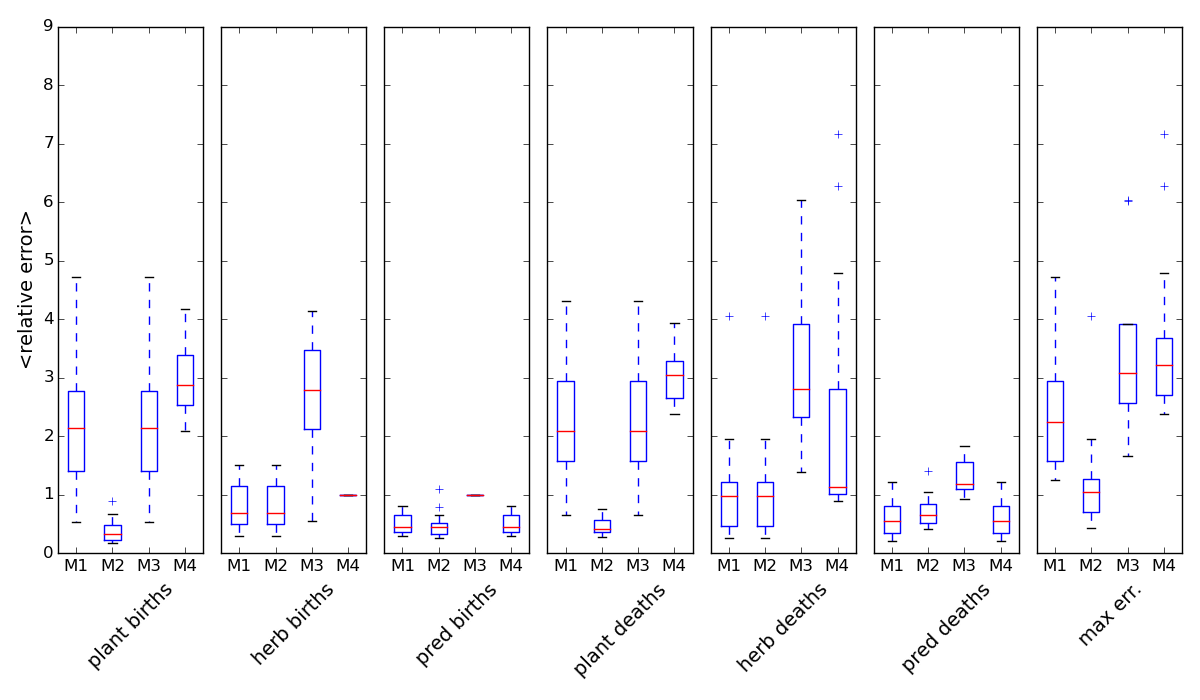 <relative error>
9
8
7
6
5
4
3
2
1
0
M1 M2 M3 M4 M1 M2 M3 M4 M1 M2 M3 M4 M1 M2 M3 M4 M1 M2 M3 M4 M1 M2 M3 M4 M1 M2 M3 M4
plant births
herb births
pred births
plant deaths
herb deaths
pred deaths
max err.